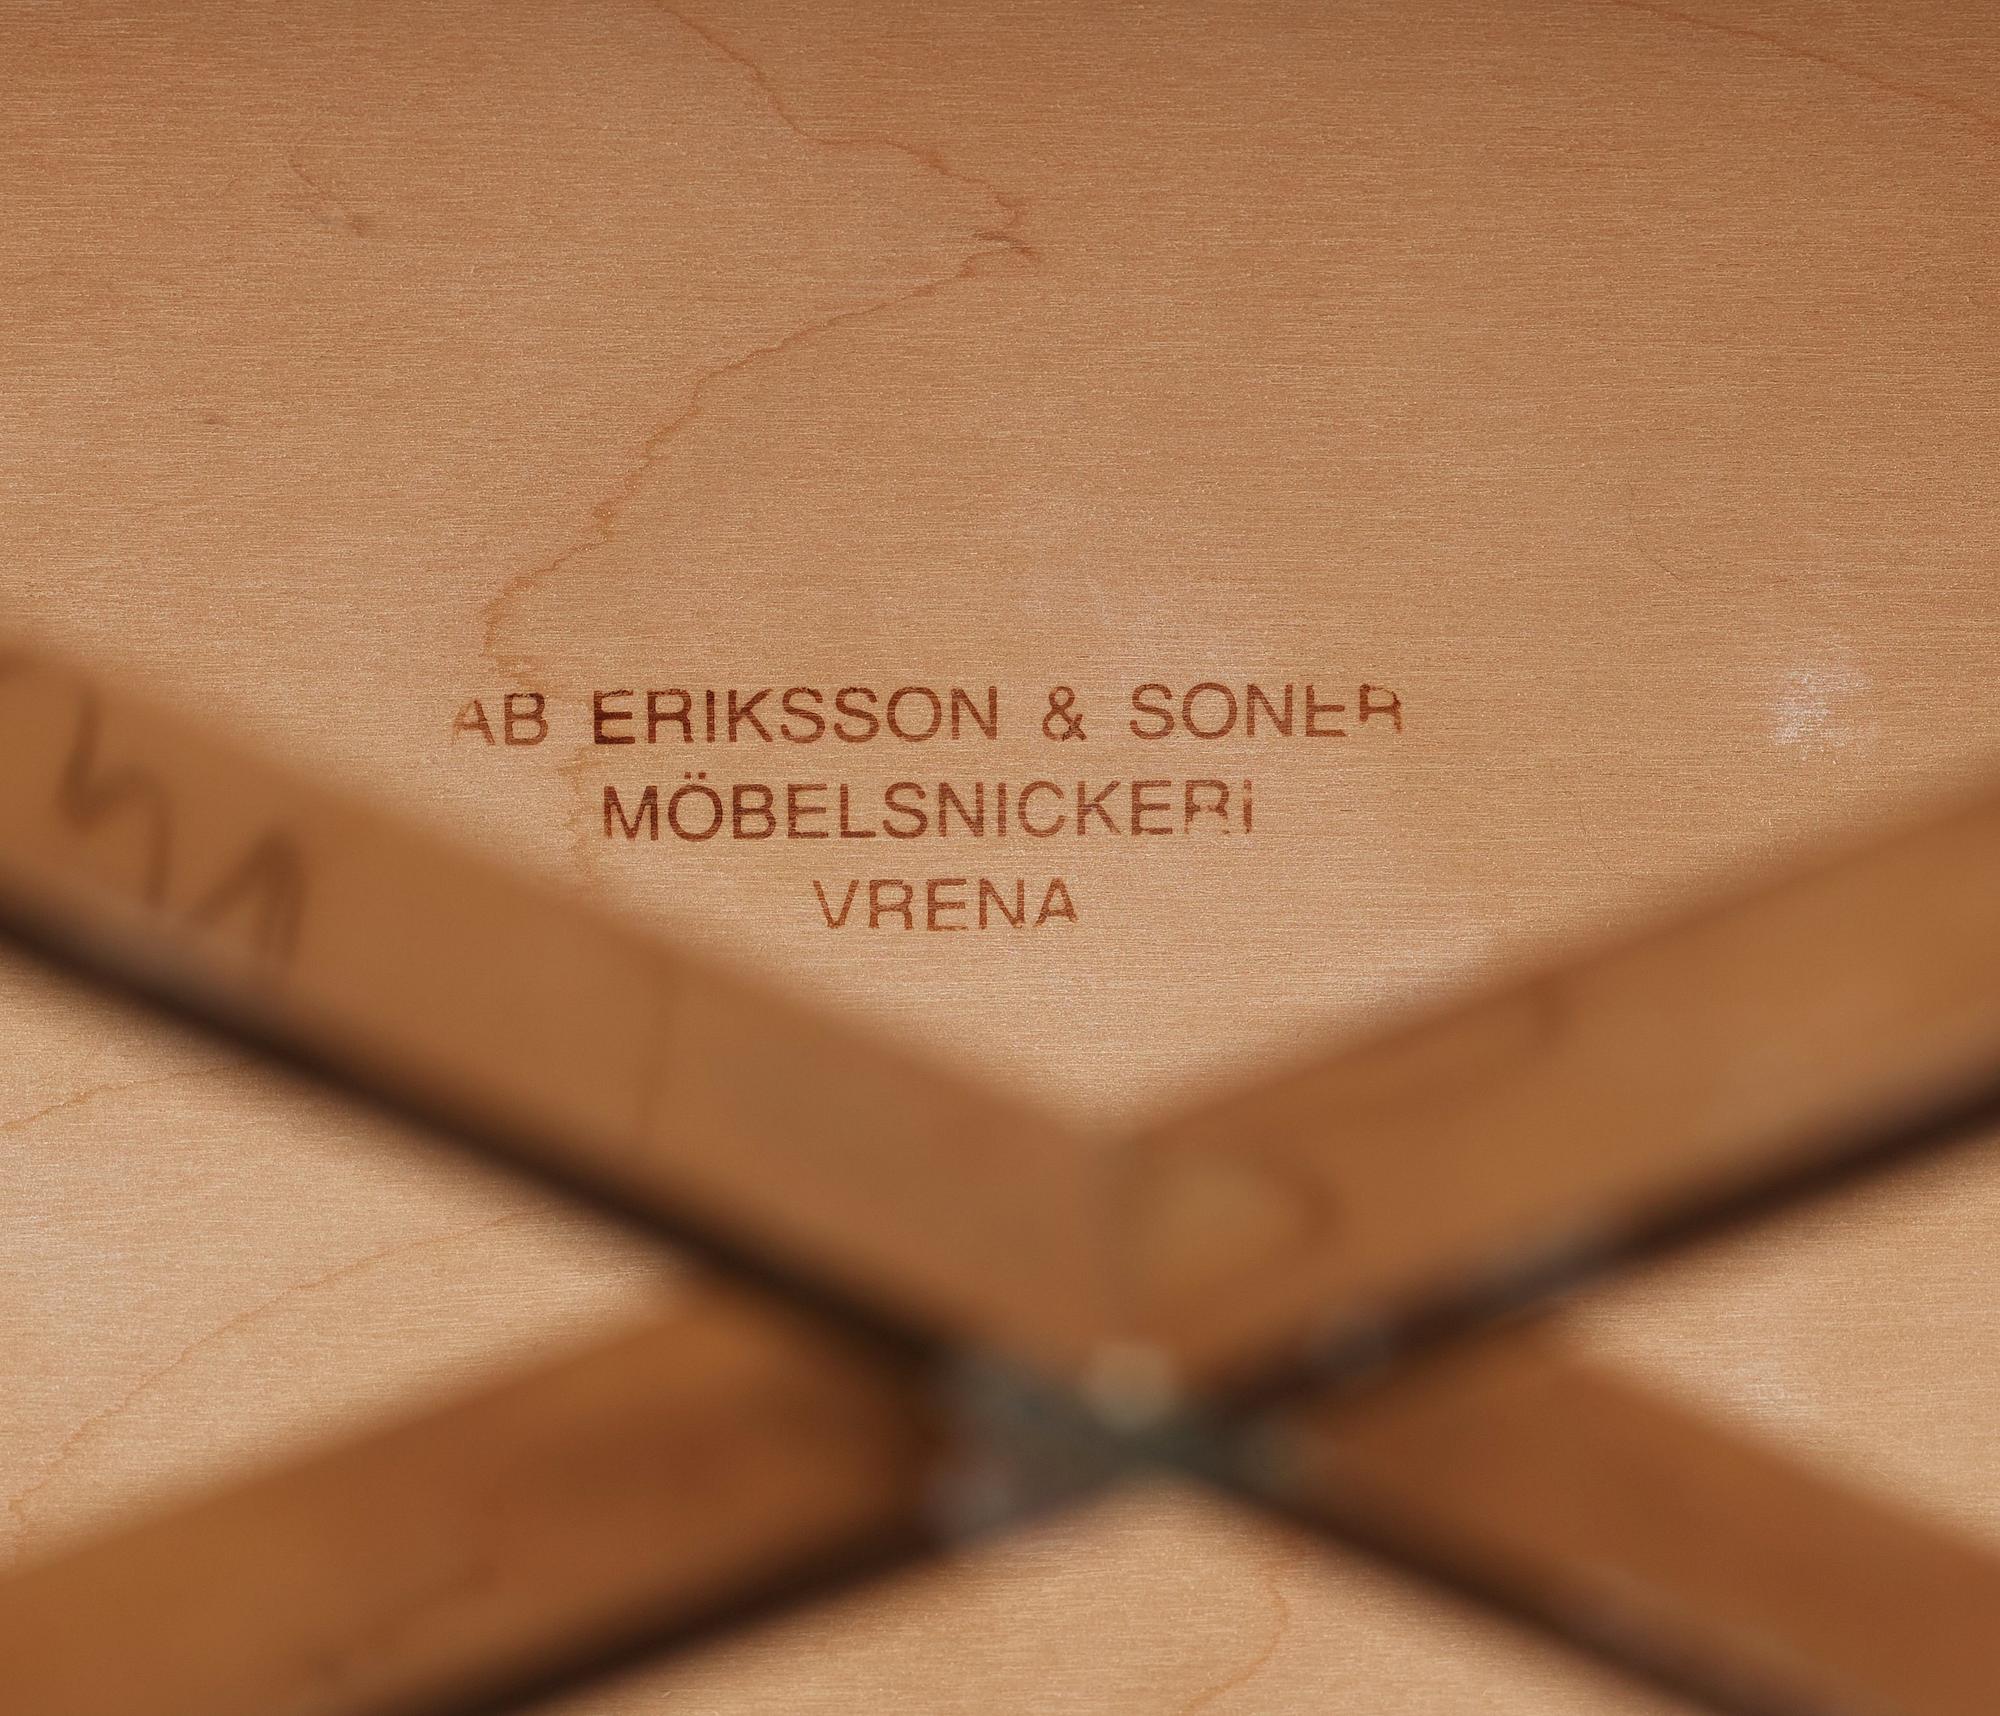 AB ERIKSSON & SONER
MÖBELSNICKERI
VRENA